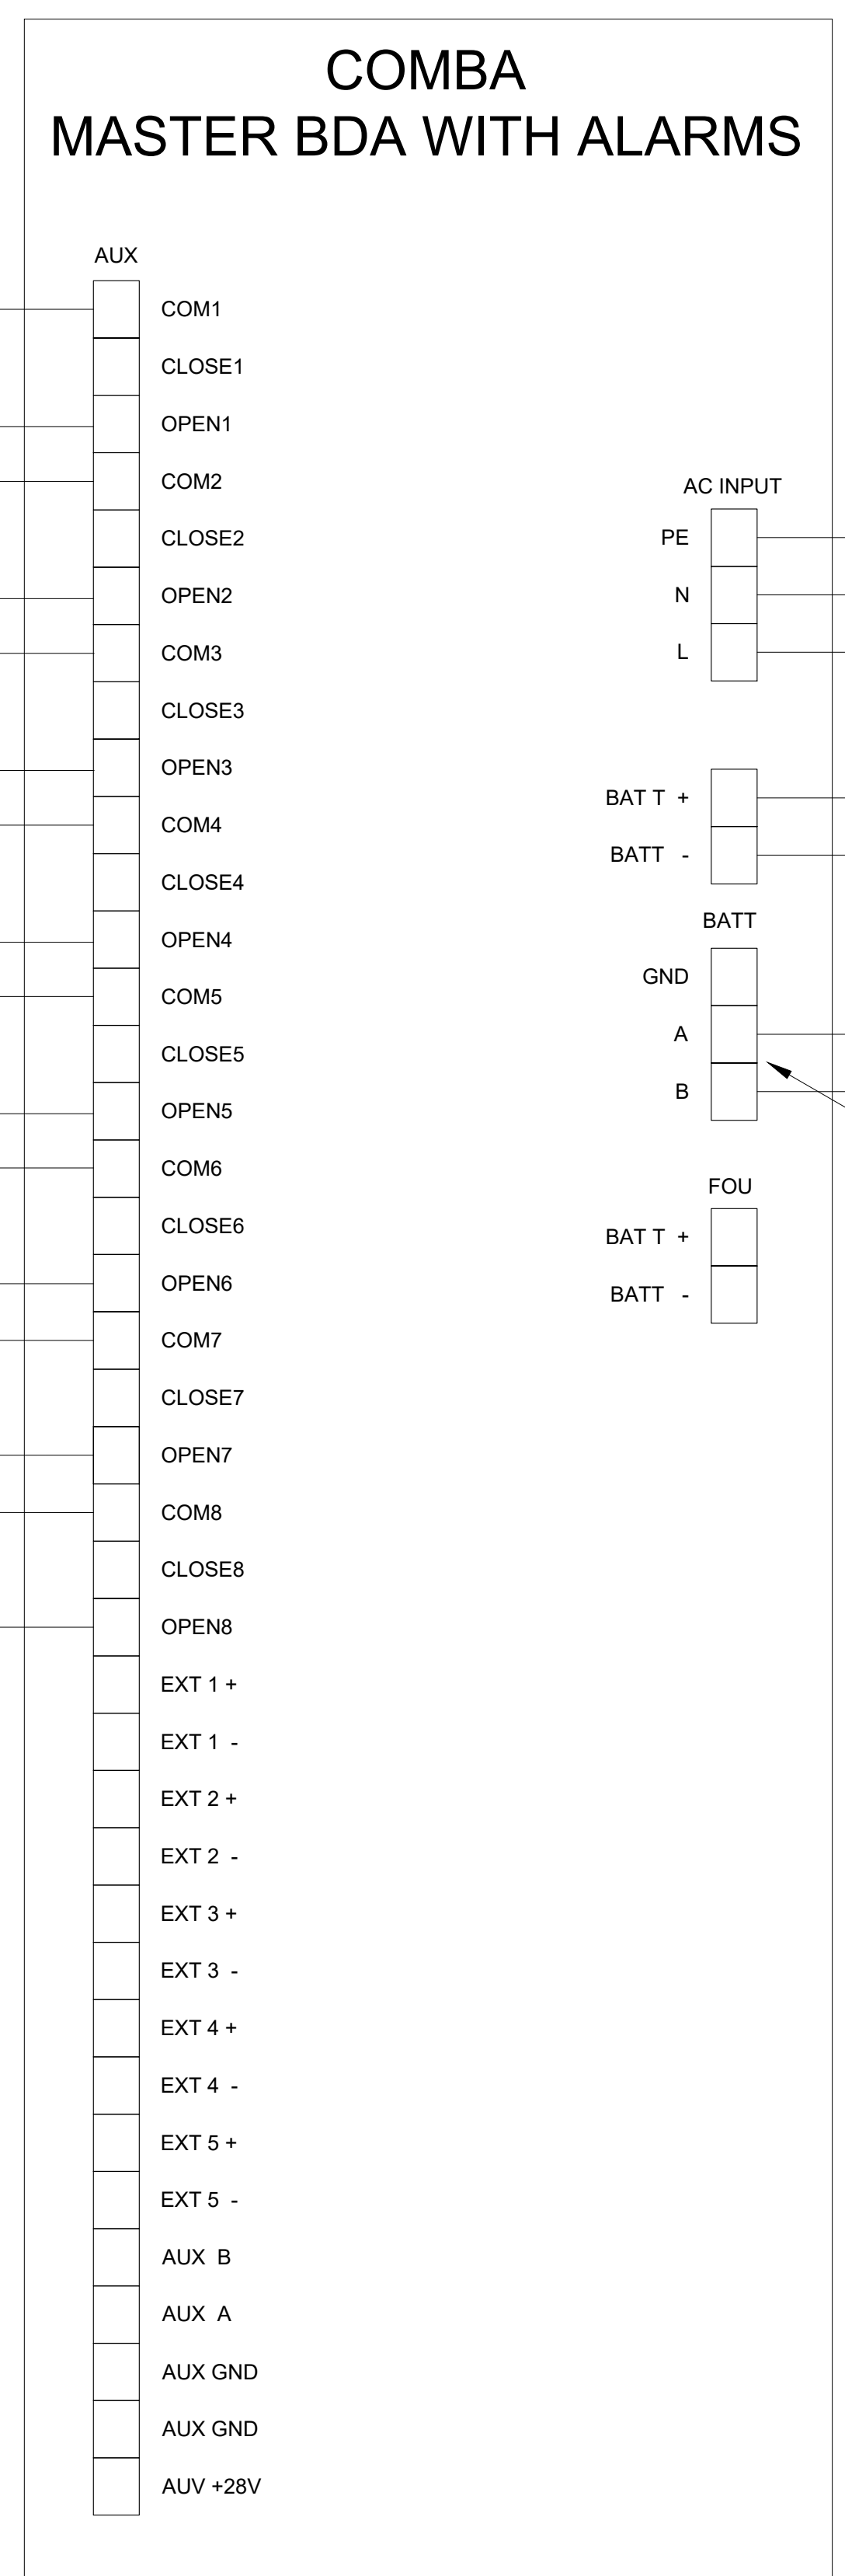 COMBA
MASTER BDA WITH ALARMS
AUX
COM1
CLOSE1
OPEN1
COM2
CLOSE2
OPEN2
COM3
CLOSE3
OPEN3
COM4
CLOSE4
OPEN4
COM5
CLOSE5
OPEN5
COM6
CLOSE6
OPEN6
COM7
CLOSE7
OPEN7
COM8
CLOSE8
OPEN8
EXT 1 +
EXT 1 -
EXT 2 +
EXT 2 -
EXT 3 +
EXT 3 -
EXT 4 +
EXT 4 -
EXT 5 +
EXT 5 -
AUX B
AUX A
AUX GND
AUX GND
AUV +28V
AC INPUT
PE
N
L
BAT T +
BATT -
BATT
GND
A
B
FOU
BAT T +
BATT -